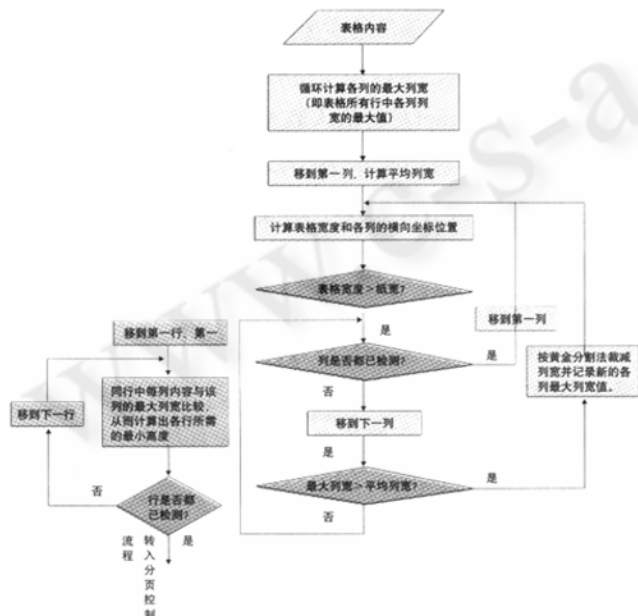 表格内容
循环计算各列的最大列宽
(即表格所有行中各列列
宽的最大值)
移到第一列、计算平均列宽
计算表格宽度和各列的横向坐标位置
表格宽度>纸宽?
是
移到第一列
列是否都已检测?
是
否
移到下一列
是
最大列宽>平均列宽?
是
否
按黄金分割法裁减
列宽并记录新的各
列最大列宽值。
移到第一行、第一
同行中每列内容与该
列的最大列宽比较,
从而计算出各行所需
的最小高度
移到下一行
行是否都
已检测?
否
是
转入分页控制
流程
www.c-s-a